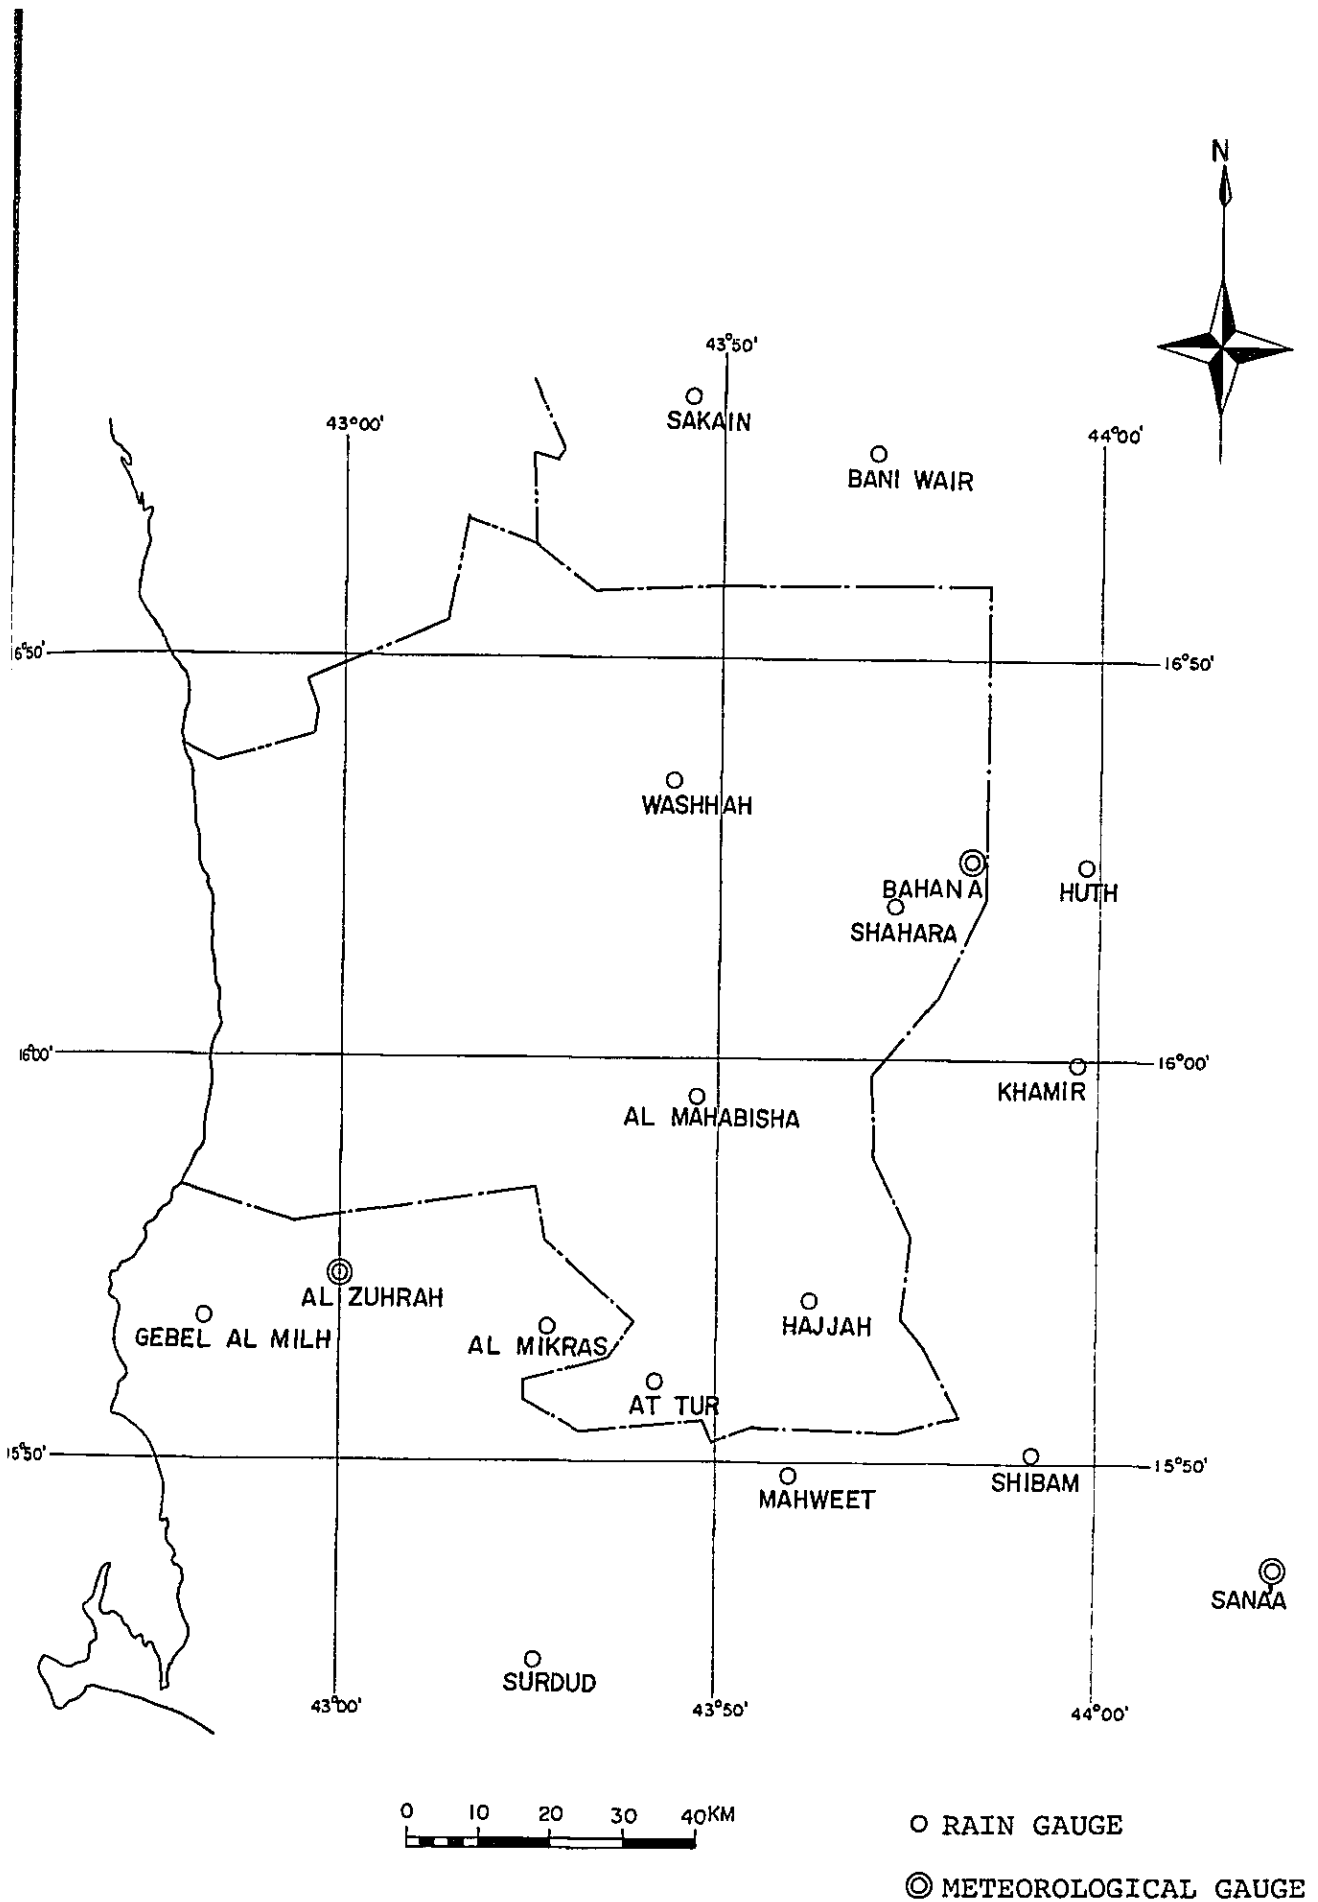 N
43°50'
SAKAIN
43°00'
44°00'
BANI WAIR
16°50'
16°50'
WASHHAH
BAHANA
HUTH
SHAHARA
16°00'
16°00'
KHAMIR
AL MAHABISHA
AL ZUHRAH
GEBEL AL MILH
AL MIKRAS
HAJJAH
AT TUR
15°50'
15°50'
SHIBAM
MAHWEET
SANAA
SURDUD
43°00'
43°50'
44°00'
0 10 20 30 40KM
RAIN GAUGE
METEOROLOGICAL GAUGE